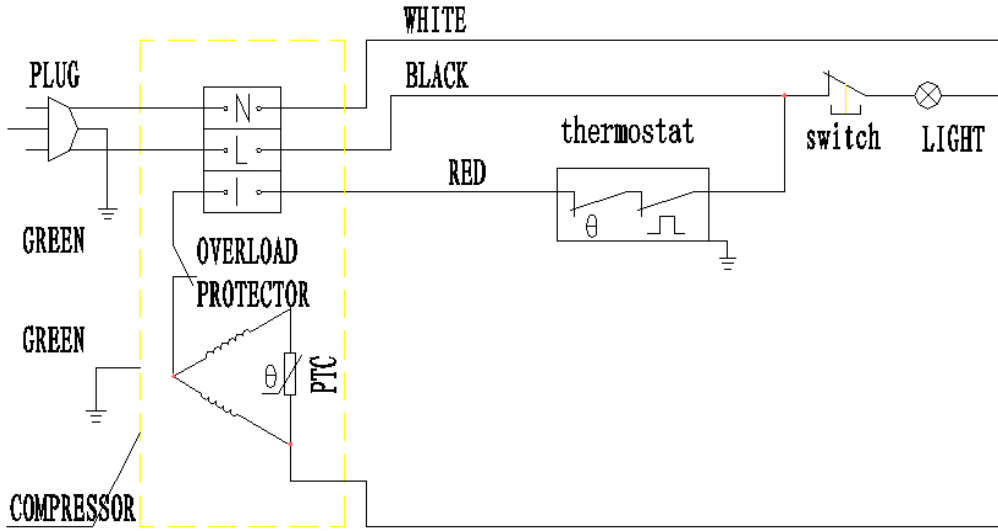 WHITE
PLUG
BLACK
N
thermostat
switch
LIGHT
L
RED
I
θ
GREEN
OVERLOAD
PROTECTOR
GREEN
θ
PTC
COMPRESSOR